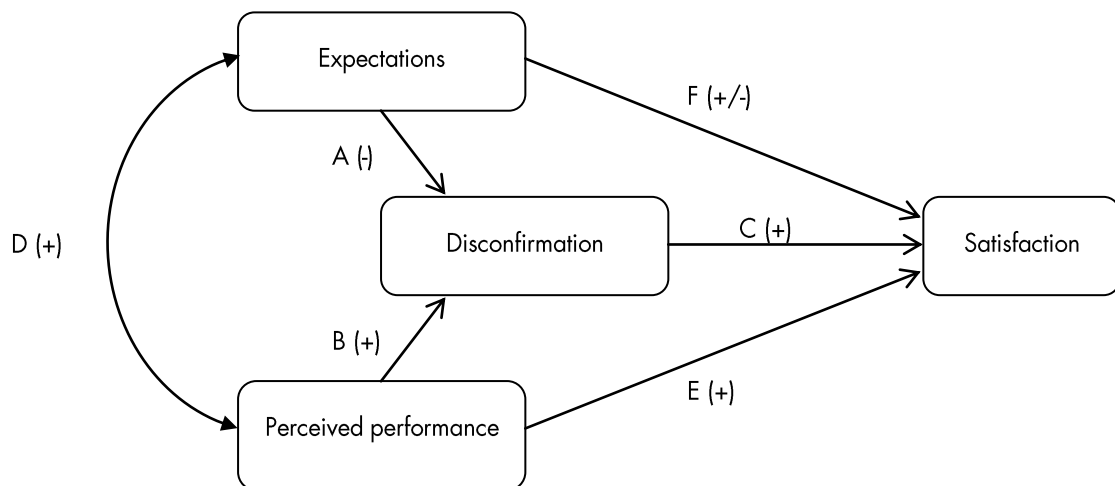 Expectations
F (+/-)
A (-)
D (+)
Disconfirmation
C (+)
Satisfaction
B (+)
E (+)
Perceived performance